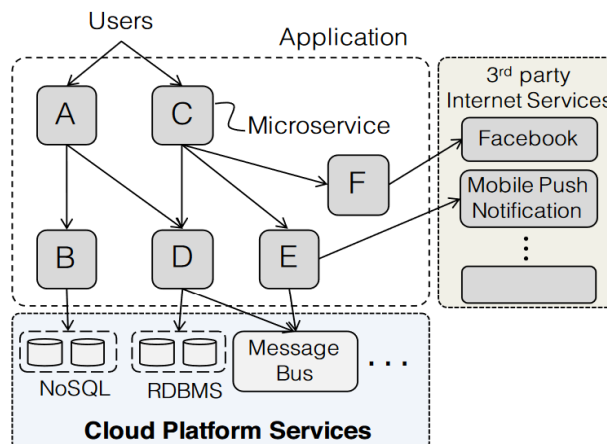 Users
Application
3rd party
Internet Services
A
C
Microservice
Facebook
F
Mobile Push
Notification
B
D
E
NoSQL
RDBMS
Message
Bus
Cloud Platform Services